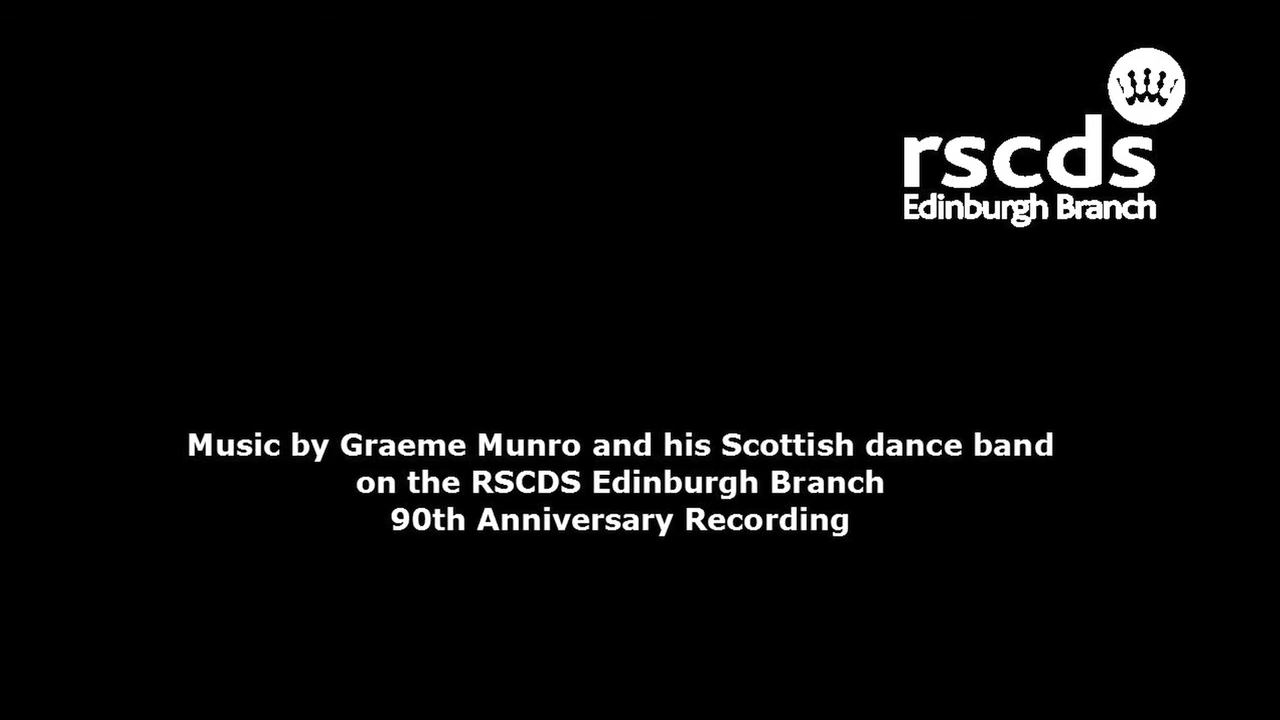 rscds
Edinburgh Branch
Music by Graeme Munro and his Scottish dance band
on the RSCDS Edinburgh Branch
90th Anniversary Recording